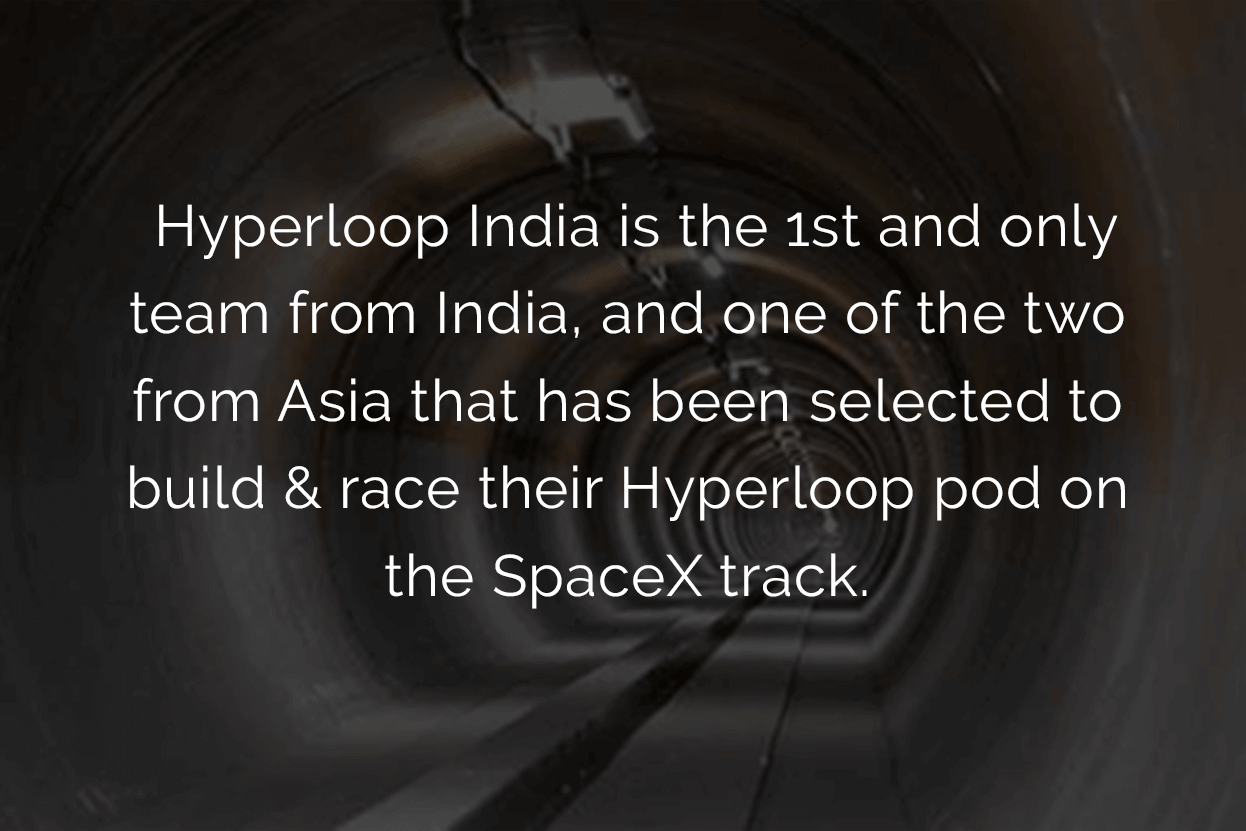 Hyperloop India is the 1st and only
team from India, and one of the two
from Asia that has been selected to
build & race their Hyperloop pod on
the SpaceX track.